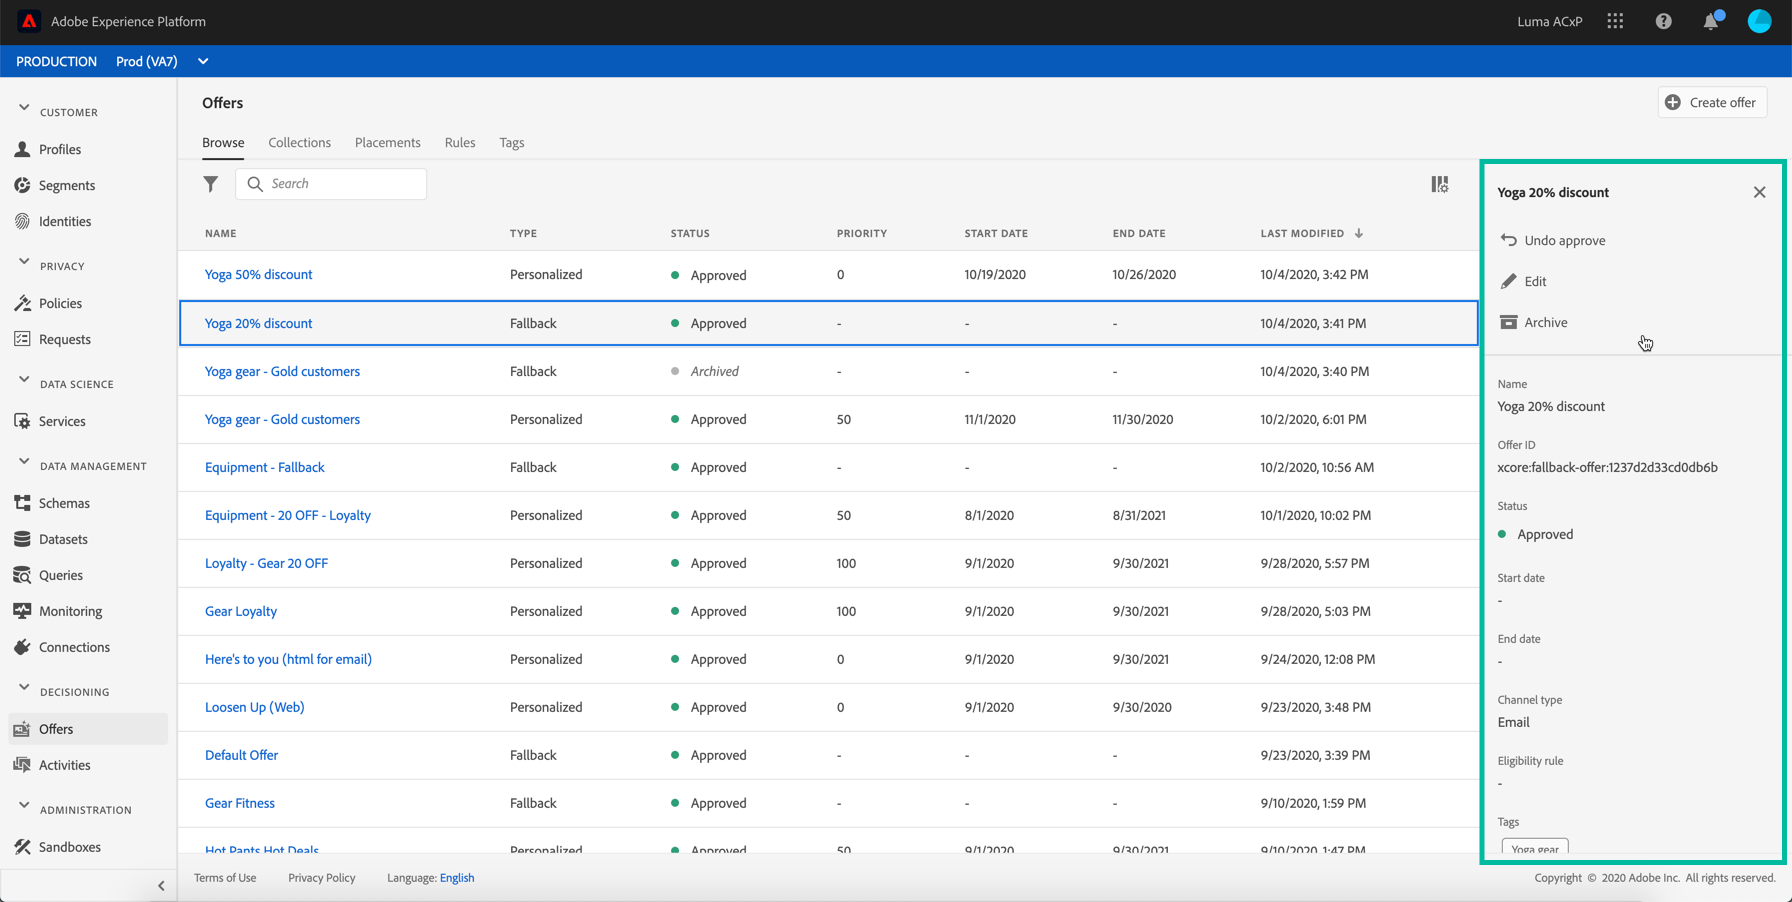 Adobe Experience Platform
Luma ACxP
PRODUCTION Prod (VA7)
CUSTOMER
Profiles
Segments
Identities
PRIVACY
Policies
Requests
DATA SCIENCE
Services
DATA MANAGEMENT
Schemas
Datasets
Queries
Monitoring
Connections
DECISIONING
Offers
Activities
ADMINISTRATION
Sandboxes
Offers
Create offer
Browse Collections Placements Rules Tags
Search
NAME TYPE STATUS PRIORITY START DATE END DATE LAST MODIFIED
Yoga 50% discount Personalized Approved 0 10/19/2020 10/26/2020 10/4/2020, 3:42 PM
Yoga 20% discount Fallback Approved - - - 10/4/2020, 3:41 PM
Yoga gear - Gold customers Fallback Archived - - - 10/4/2020, 3:40 PM
Yoga gear - Gold customers Personalized Approved 50 11/1/2020 11/30/2020 10/2/2020, 6:01 PM
Equipment - Fallback Fallback Approved - - - 10/2/2020, 10:56 AM
Equipment - 20 OFF - Loyalty Personalized Approved 50 8/1/2020 8/31/2021 10/1/2020, 10:02 PM
Loyalty - Gear 20 OFF Personalized Approved 100 9/1/2020 9/30/2021 9/28/2020, 5:57 PM
Gear Loyalty Personalized Approved 100 9/1/2020 9/30/2021 9/28/2020, 5:03 PM
Here's to you (html for email) Personalized Approved 0 9/1/2020 9/30/2021 9/24/2020, 12:08 PM
Loosen Up (Web) Personalized Approved 0 9/1/2020 9/30/2020 9/23/2020, 3:48 PM
Default Offer Fallback Approved - - - 9/23/2020, 3:39 PM
Gear Fitness Fallback Approved - - - 9/10/2020, 1:59 PM
Hot Pants Hot Deals Personalized Approved 50 9/1/2020 9/30/2021 9/10/2020, 1:47 PM
Yoga 20% discount
Undo approve
Edit
Archive
Name
Yoga 20% discount
Offer ID
xcore:fallback-offer:1237d2d33cd0db6b
Status
Approved
Start date
-
End date
-
Channel type
Email
Eligibility rule
-
Tags
Yoga gear
Terms of Use Privacy Policy Language: English
Copyright © 2020 Adobe Inc. All rights reserved.